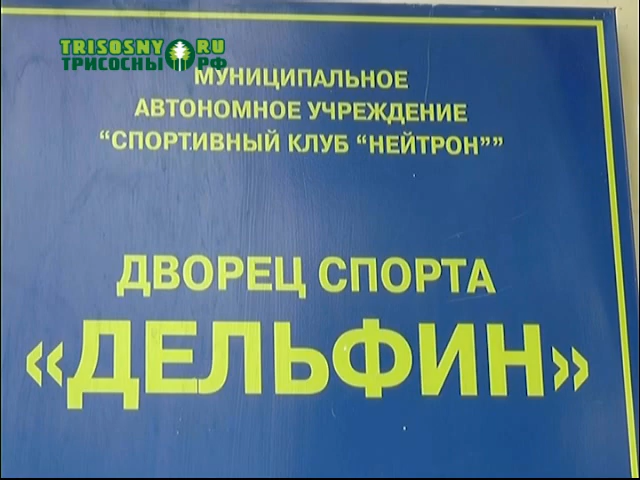 TRISOSNY.RU
ТРИСОСНЫ.РФ
МУНИЦИПАЛЬНОЕ
АВТОНОМНОЕ УЧРЕЖДЕНИЕ
“СПОРТИВНЫЙ КЛУБ “НЕЙТРОН””
ДВОРЕЦ СПОРТА
«ДЕЛЬФИН»